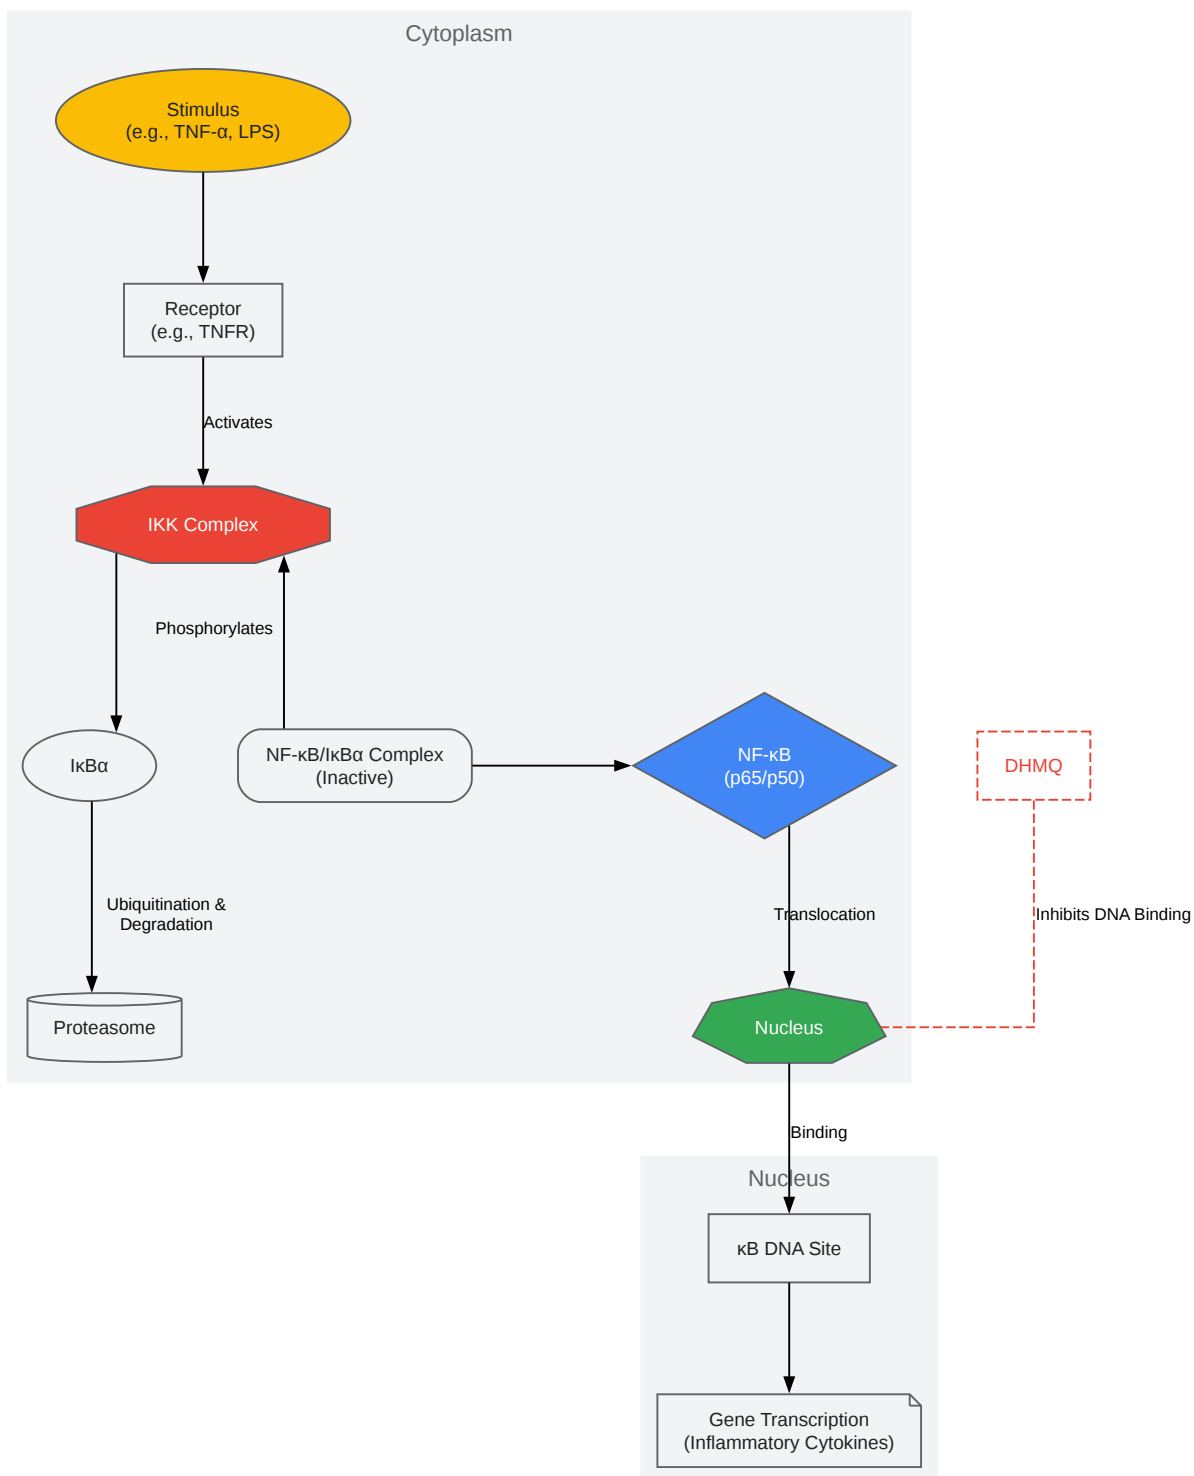 Cytoplasm
Stimulus
(e.g., TNF-α, LPS)
Receptor
(e.g., TNFR)
Activates
IKK Complex
Phosphorylates
IκBα
NF-κB/IκBα Complex
(Inactive)
NF-κB
(p65/p50)
DHMQ
Ubiquitination &
Degradation
Translocation
Inhibits DNA Binding
Proteasome
Nucleus
Binding
Nucleus
κB DNA Site
Gene Transcription
(Inflammatory Cytokines)